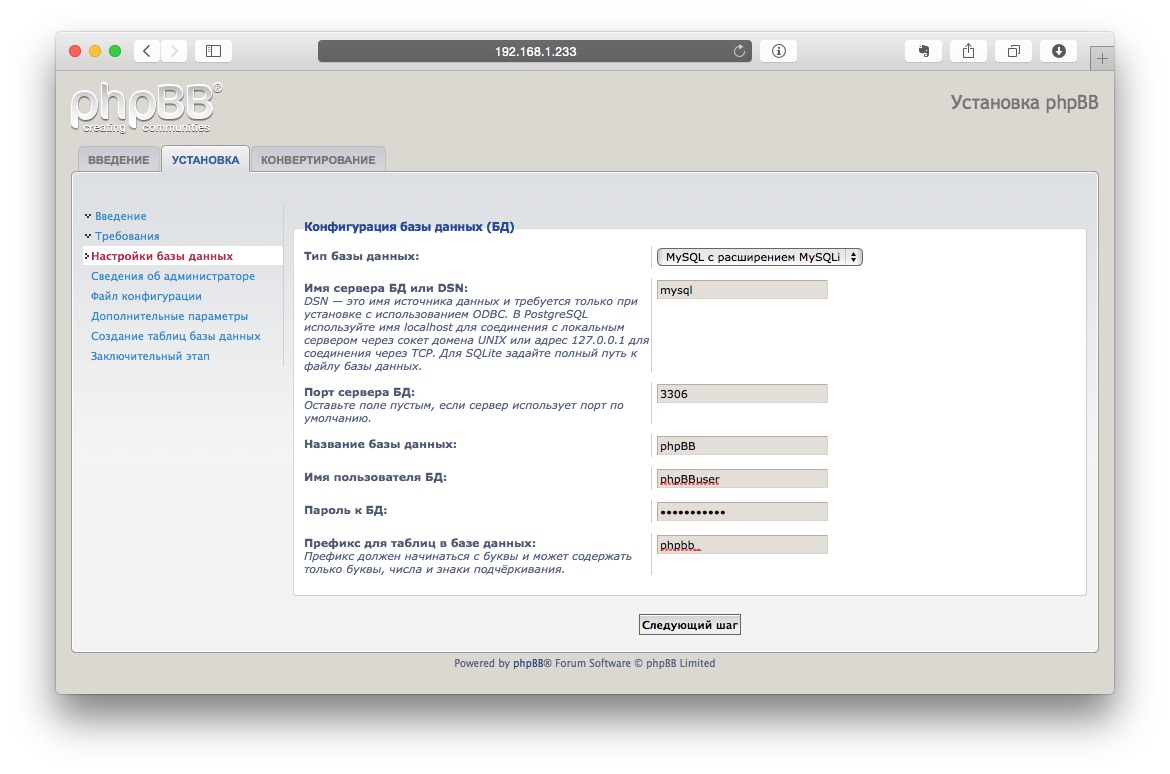 192.168.1.233
phpBB®
creating communities
Установка phpBB
ВВЕДЕНИЕ
УСТАНОВКА
КОНВЕРТИРОВАНИЕ
Введение
Требования
Настройки базы данных
Сведения об администраторе
Файл конфигурации
Дополнительные параметры
Создание таблиц базы данных
Заключительный этап
Конфигурация базы данных (БД)
Тип базы данных:
MySQL с расширением MySQLi
Имя сервера БД или DSN:
mysql
DSN — это имя источника данных и требуется только при
установке с использованием ODBC. В PostgreSQL
используйте имя localhost для соединения с локальным
сервером через сокет домена UNIX или адрес 127.0.0.1 для
соединения через TCP. Для SQLite задайте полный путь к
файлу базы данных.
Порт сервера БД:
3306
Оставьте поле пустым, если сервер использует порт по
умолчанию.
Название базы данных:
phpBB
Имя пользователя БД:
phpBBuser
Пароль к БД:
•••••••••••
Префикс для таблиц в базе данных:
phpbb_
Префикс должен начинаться с буквы и может содержать
только буквы, числа и знаки подчёркивания.
Следующий шаг
Powered by phpBB® Forum Software © phpBB Limited